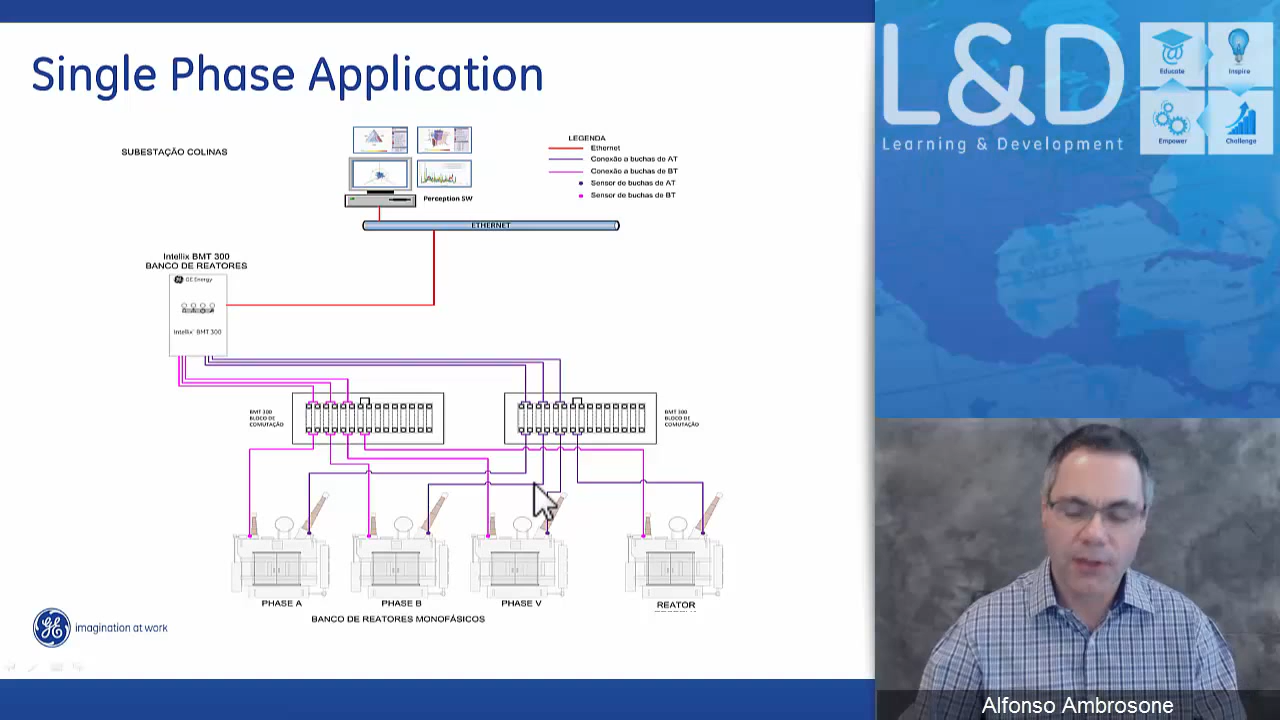 Single Phase Application
SUBESTAÇÃO COLINAS
Perception SW
LEGENDA
Ethernet
Conexão a buchas de AT
Conexão a buchas de BT
Sensor de buchas de AT
Sensor de buchas de BT
ETHERNET
Intellix BMT 300
BANCO DE REATORES
GE Energy
Intellix BMT 300
BMT 300
BLOCO DE
COMUTAÇÃO
BMT 300
BLOCO DE
COMUTAÇÃO
PHASE A
PHASE B
PHASE V
REATOR
BANCO DE REATORES MONOFÁSICOS
imagination at work
L&D
Learning & Development
Educate
Inspire
Empower
Challenge
Alfonso Ambrosone